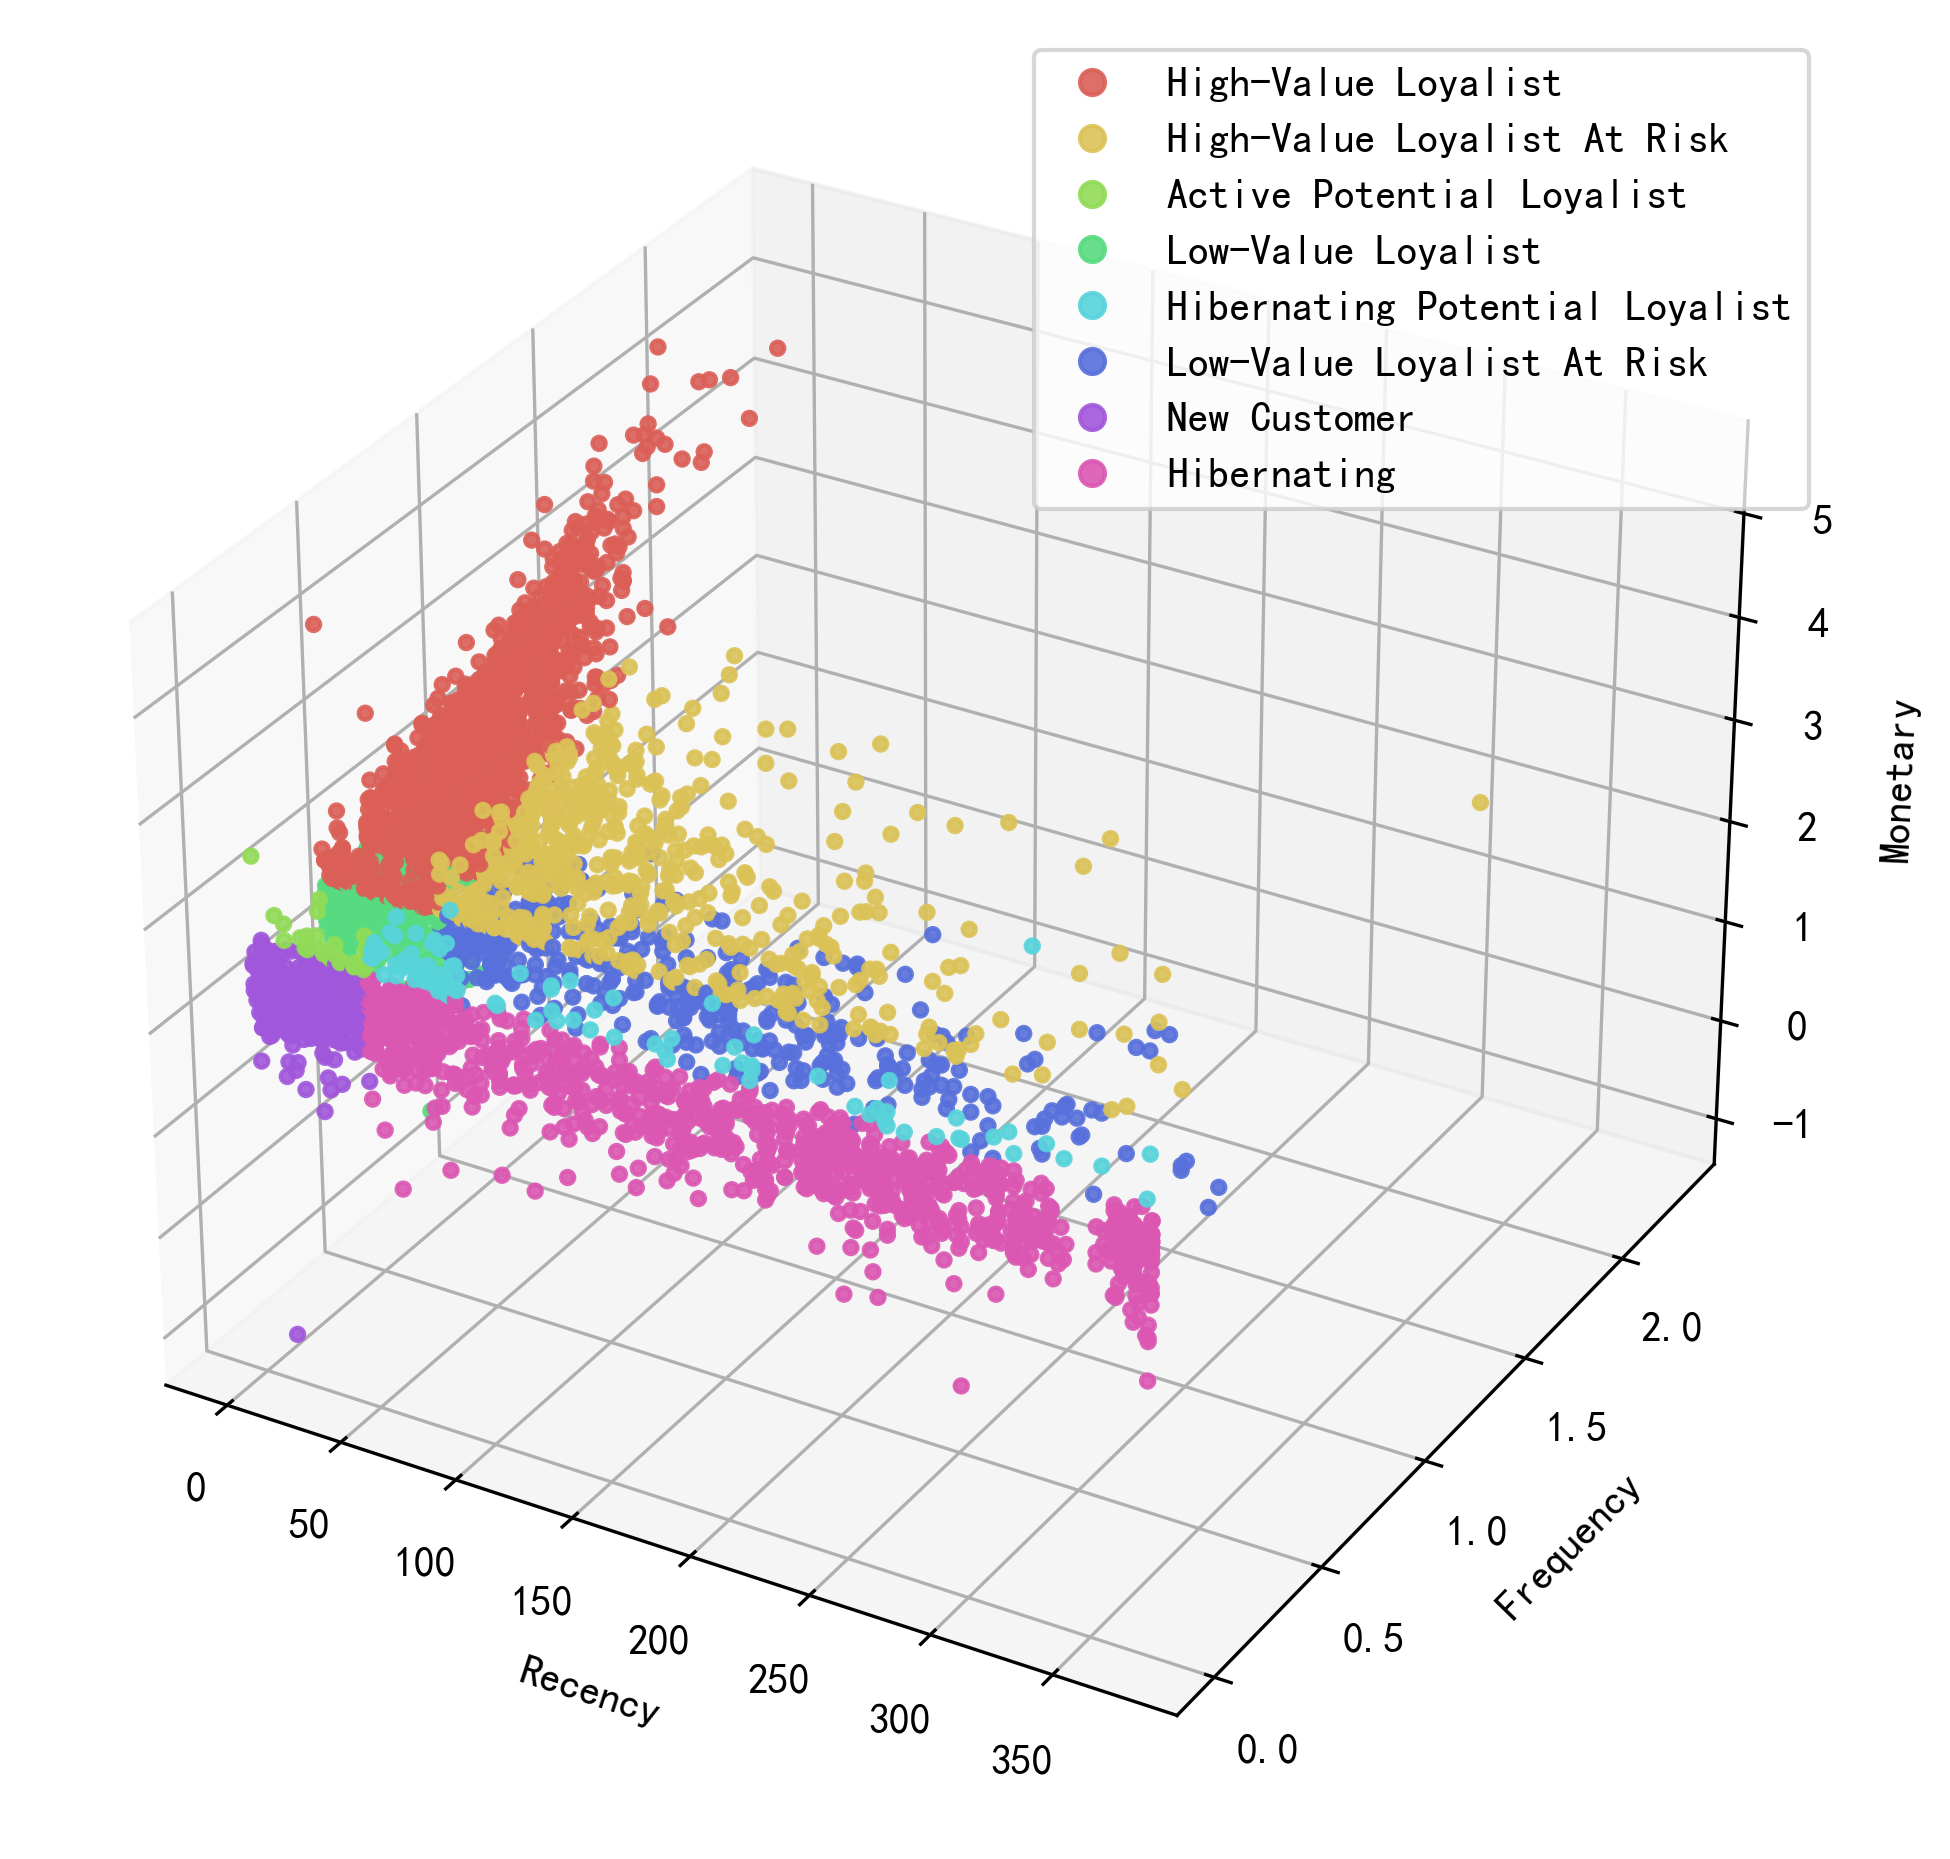 High-Value Loyalist
High-Value Loyalist At Risk
Active Potential Loyalist
Low-Value Loyalist
Hibernating Potential Loyalist
Low-Value Loyalist At Risk
New Customer
Hibernating
5
4
3
2
1
0
-1
Monetary
2.0
1.5
1.0
0.5
0.0
Frequency
0
50
100
150
200
250
300
350
Recency